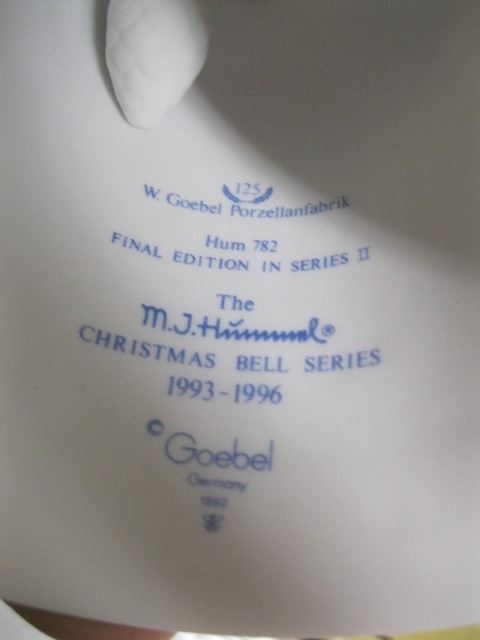 125
W. Goebel Porzellanfabrik
Hum 782
FINAL EDITION IN SERIES II
The
M.J.Hummel®
CHRISTMAS BELL SERIES
1993-1996
© Goebel
Germany
1992